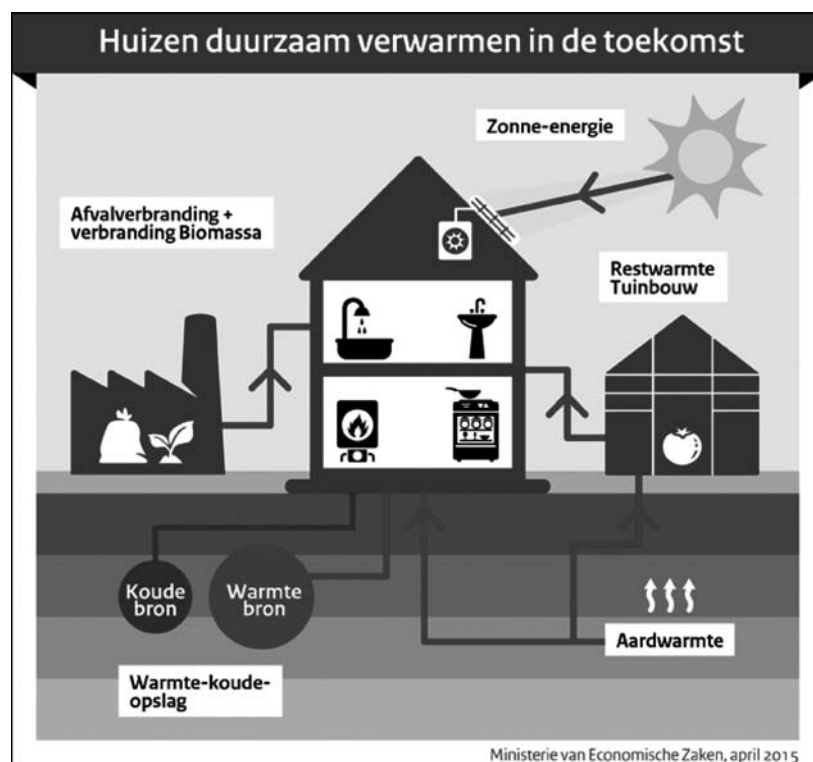 Huizen duurzaam verwarmen in de toekomst
Zonne-energie
Afvalverbranding +
verbranding Biomassa
Restwarmte
Tuinbouw
Koude
bron
Warmte
bron
Aardwarmte
Warmte-koude-
opslag
Ministerie van Economische Zaken, april 2015